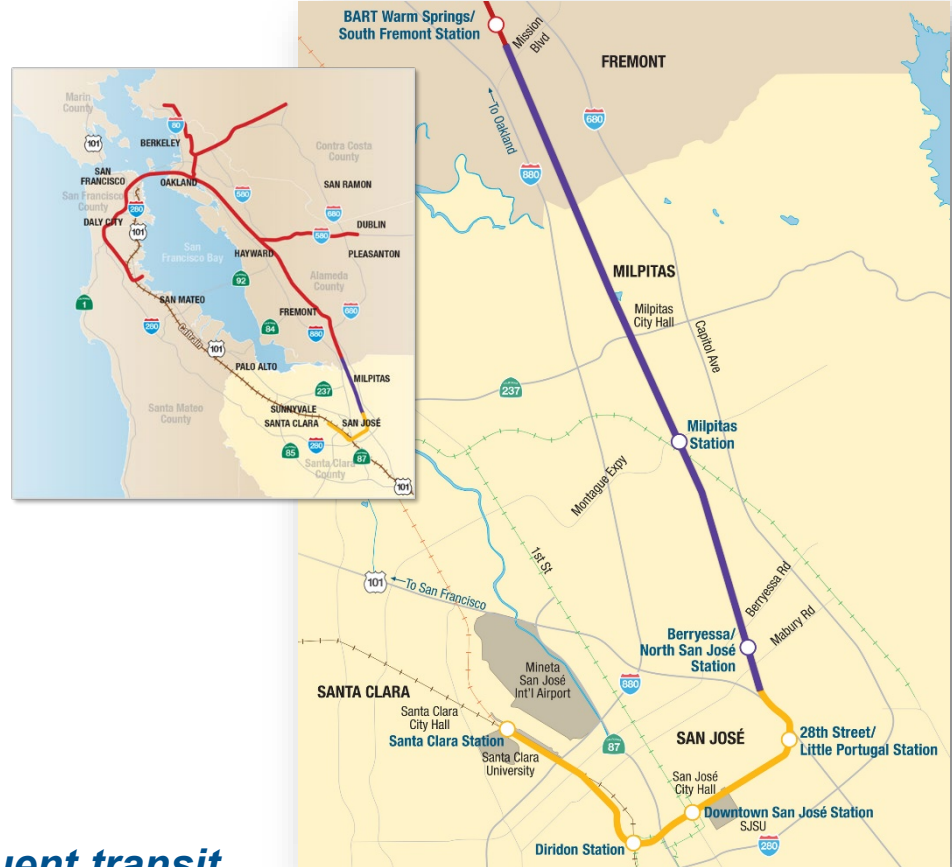 BART Warm Springs/
South Fremont Station
Mission
Blvd
FREMONT
To Oakland
680
880
MILPITAS
Milpitas
City Hall
Capitol Ave
237
Milpitas
Station
Montague Expy
1st St
101
To San Francisco
Berryessa Rd
Mabury Rd
Berryessa/
North San José
Station
Mineta
San José
Int'l Airport
880
SANTA CLARA
Santa Clara
City Hall
Santa Clara Station
Santa Clara
University
87
SAN JOSÉ
28th Street/
Little Portugal Station
San José
City Hall
Downtown San José Station
SJSU
Diridon Station
280
Marin
County
101
80
BERKELEY
Contra Costa
County
SAN
FRANCISCO
San Francisco
County
OAKLAND
280
580
SAN RAMON
680
DALY CITY
101
DUBLIN
580
San
Francisco Bay
HAYWARD
PLEASANTON
92
Alameda
County
1
SAN MATEO
280
Caltrain
101
84
FREMONT
880
680
PALO ALTO
MILPITAS
237
Santa Mateo
County
SUNNYVALE
SANTA CLARA
SAN JOSÉ
85
280
87
Santa Clara
County
101
uent transit